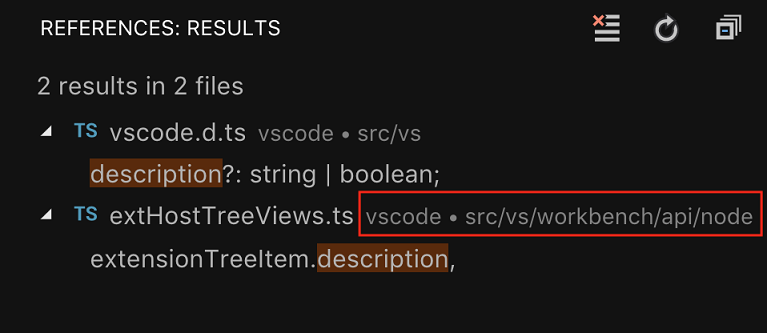 REFERENCES: RESULTS
2 results in 2 files
TS vscode.d.ts vscode • src/vs
description?: string | boolean;
TS extHostTreeViews.ts vscode • src/vs/workbench/api/node
extensionTreeItem.description,